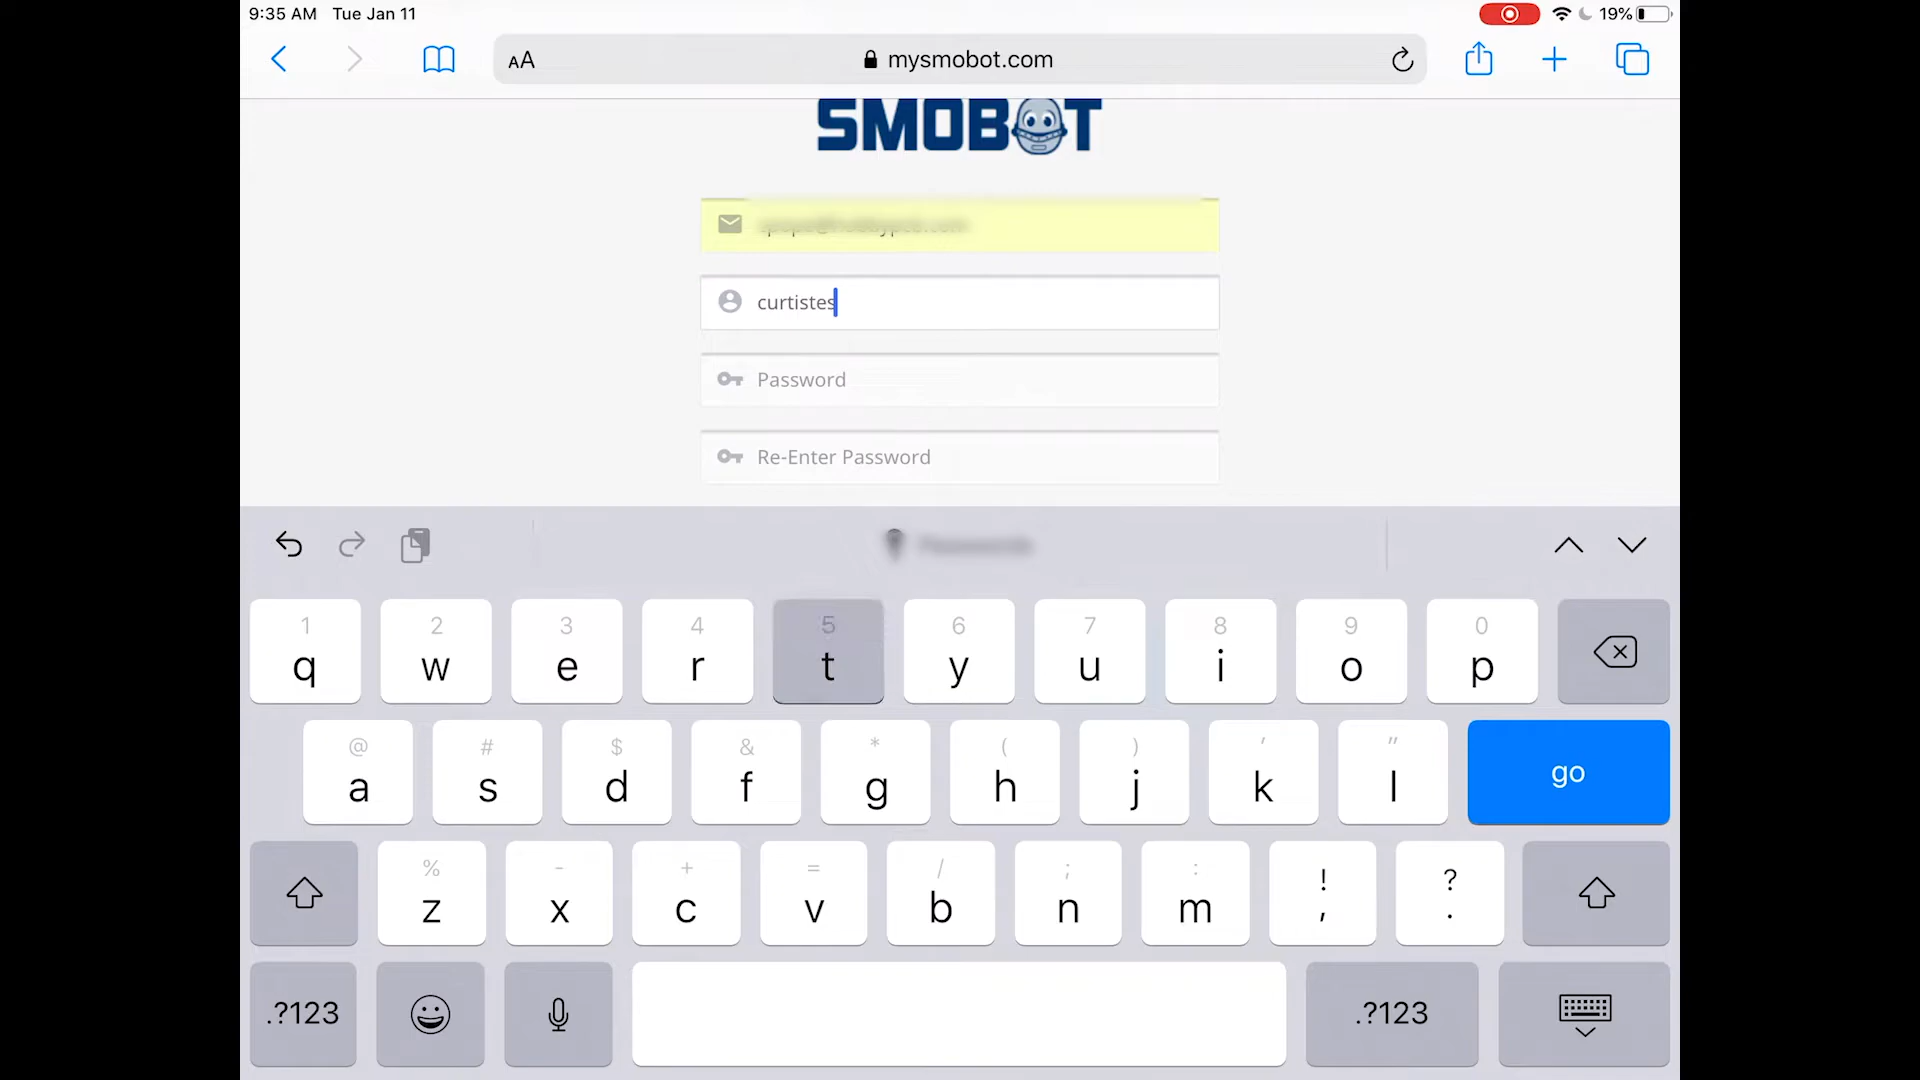 9:35 AM Tue Jan 11
19%
AA mysmobot.com
SMOBOT
curtistes
Password
Re-Enter Password
1 2 3 4 5 6 7 8 9 0
q w e r t y u i o p
@ # $ & * ( ) ' "
a s d f g h j k l go
% - + = / ; : ! ?
z x c v b n m , .
.?123 .?123